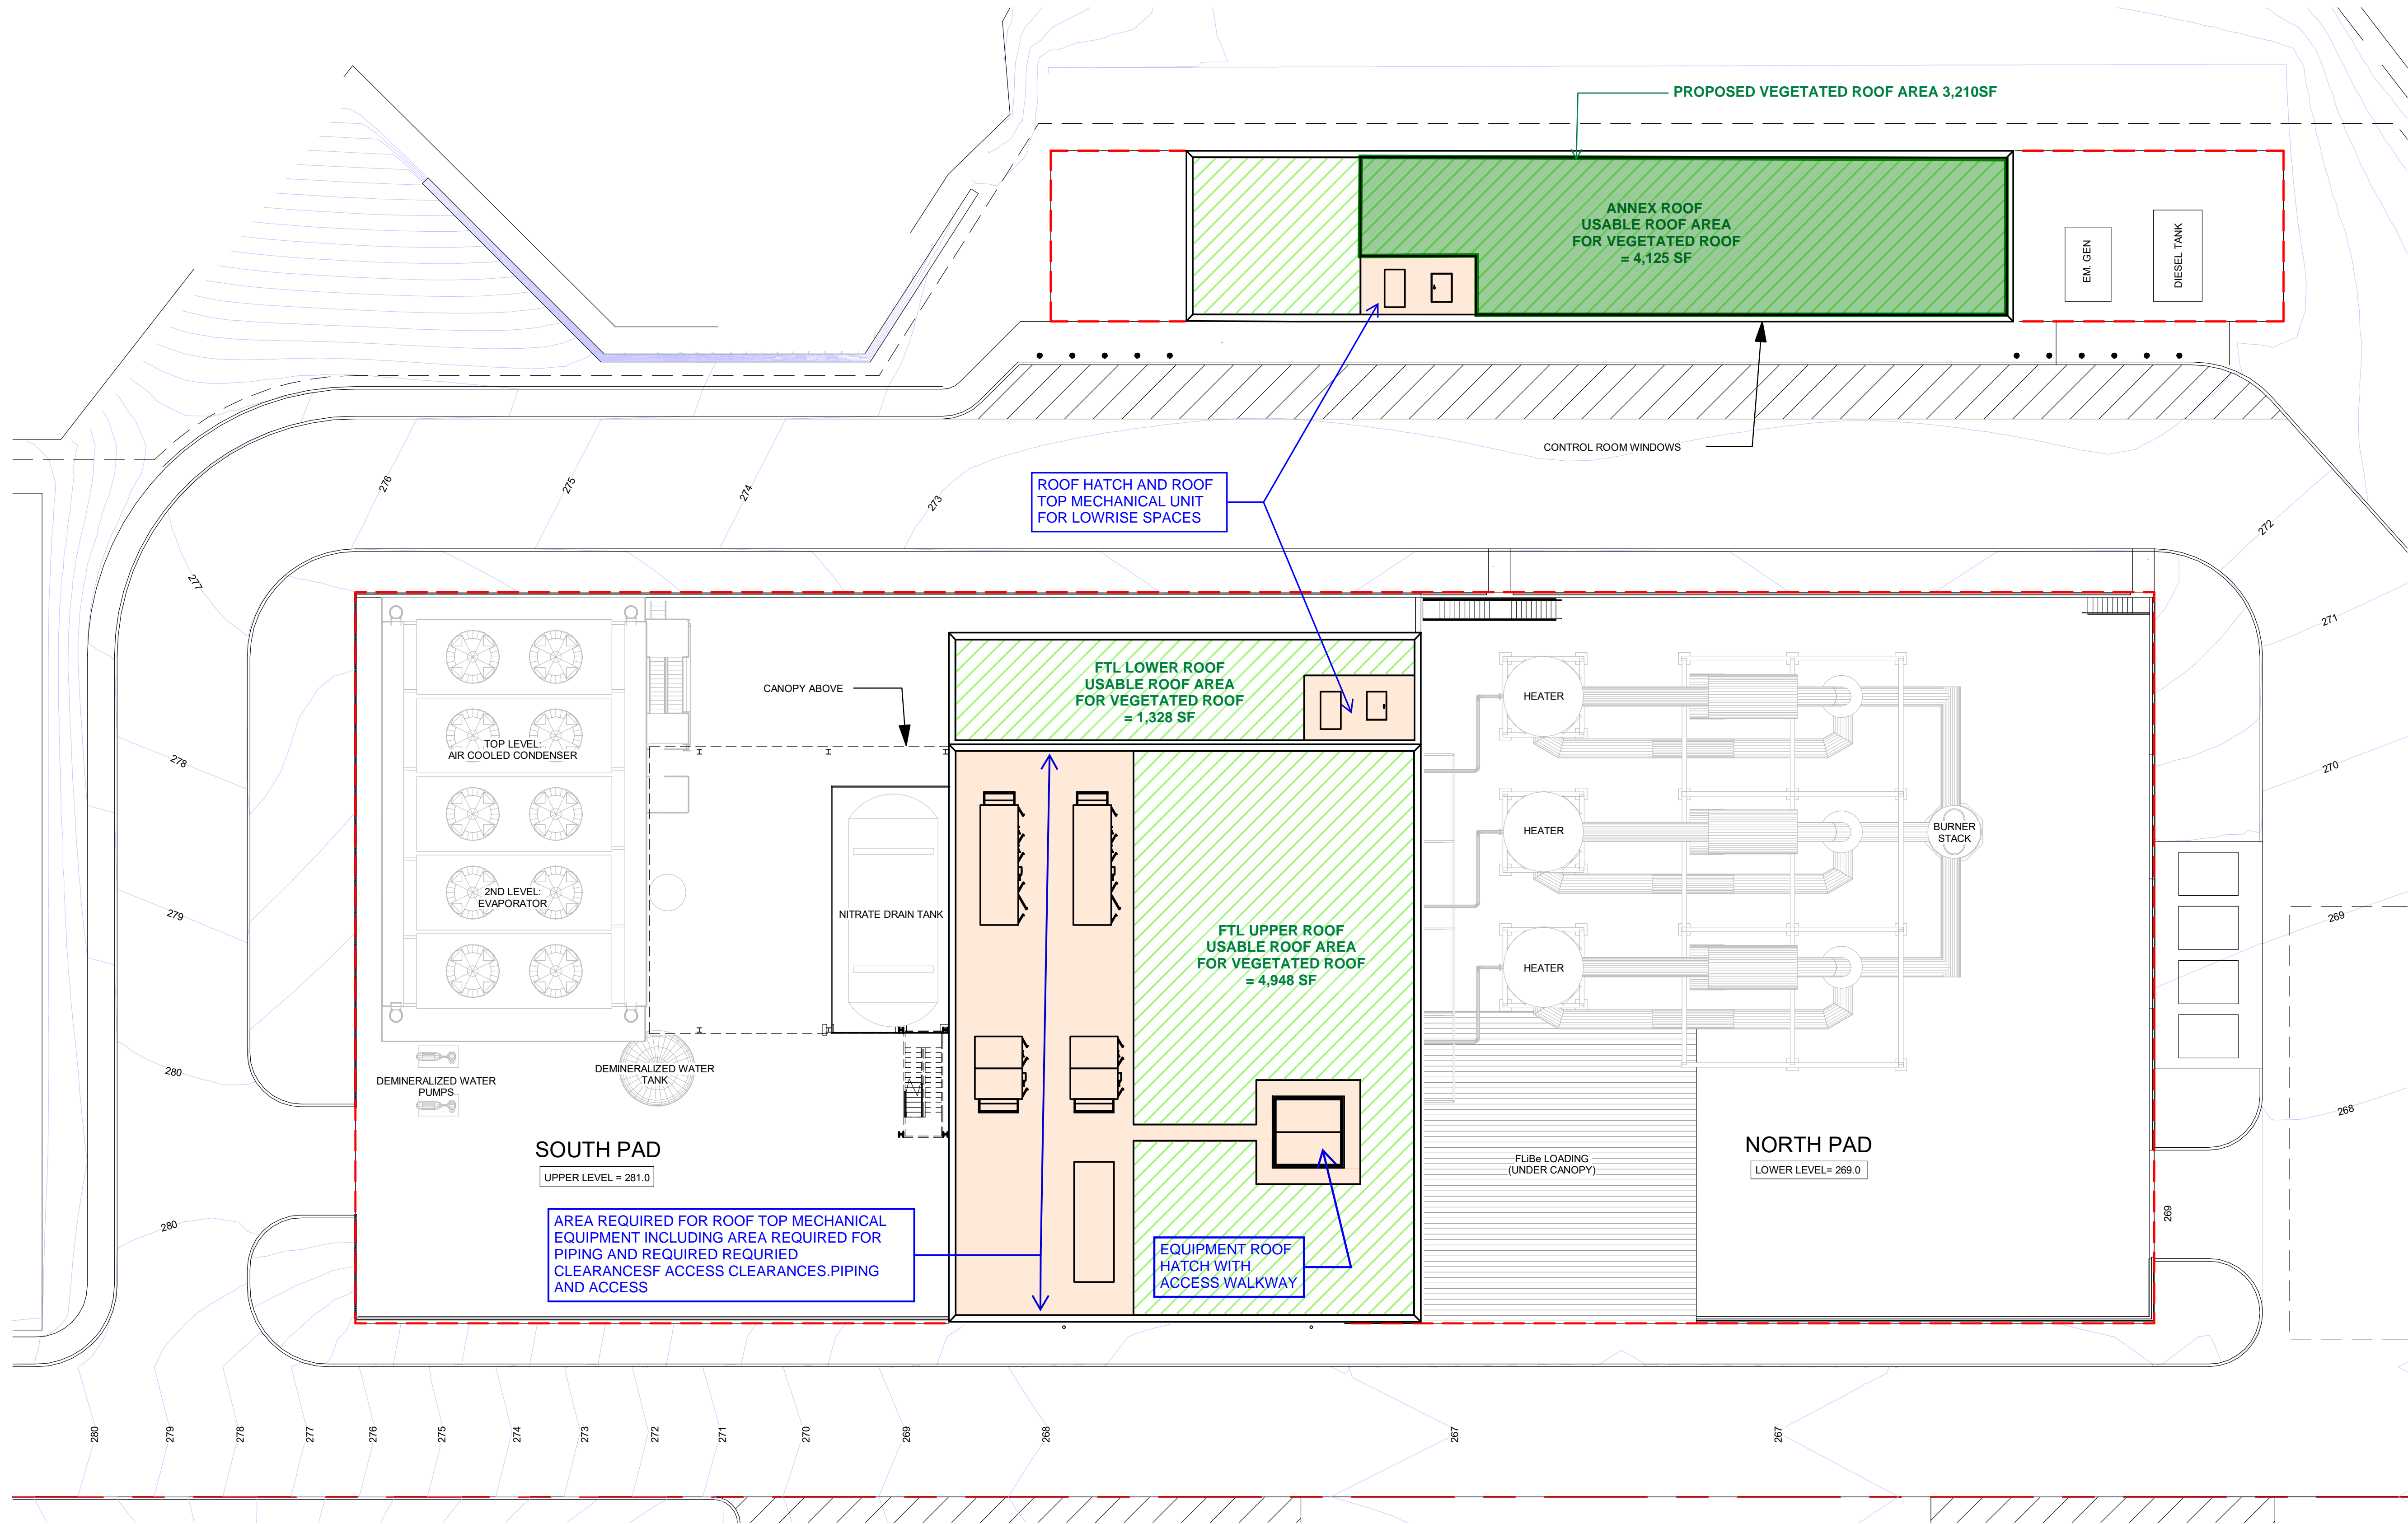 PROPOSED VEGETATED ROOF AREA 3,210SF
ANNEX ROOF
USABLE ROOF AREA
FOR VEGETATED ROOF
= 4,125 SF
EM. GEN
DIESEL TANK
CONTROL ROOM WINDOWS
ROOF HATCH AND ROOF
TOP MECHANICAL UNIT
FOR LOWRISE SPACES
276
275
274
273
272
277
271
FTL LOWER ROOF
USABLE ROOF AREA
FOR VEGETATED ROOF
= 1,328 SF
CANOPY ABOVE
HEATER
TOP LEVEL:
AIR COOLED CONDENSER
278
270
HEATER
BURNER
STACK
2ND LEVEL:
EVAPORATOR
NITRATE DRAIN TANK
279
269
FTL UPPER ROOF
USABLE ROOF AREA
FOR VEGETATED ROOF
= 4,948 SF
HEATER
280
DEMINERALIZED WATER
PUMPS
DEMINERALIZED WATER
TANK
268
SOUTH PAD
UPPER LEVEL = 281.0
FLiBe LOADING
(UNDER CANOPY)
NORTH PAD
LOWER LEVEL= 269.0
280
269
AREA REQUIRED FOR ROOF TOP MECHANICAL
EQUIPMENT INCLUDING AREA REQUIRED FOR
PIPING AND REQUIRED REQURIED
CLEARANCESF ACCESS CLEARANCES.PIPING
AND ACCESS
EQUIPMENT ROOF
HATCH WITH
ACCESS WALKWAY
280
279
278
277
276
275
274
273
272
271
270
269
268
267
267